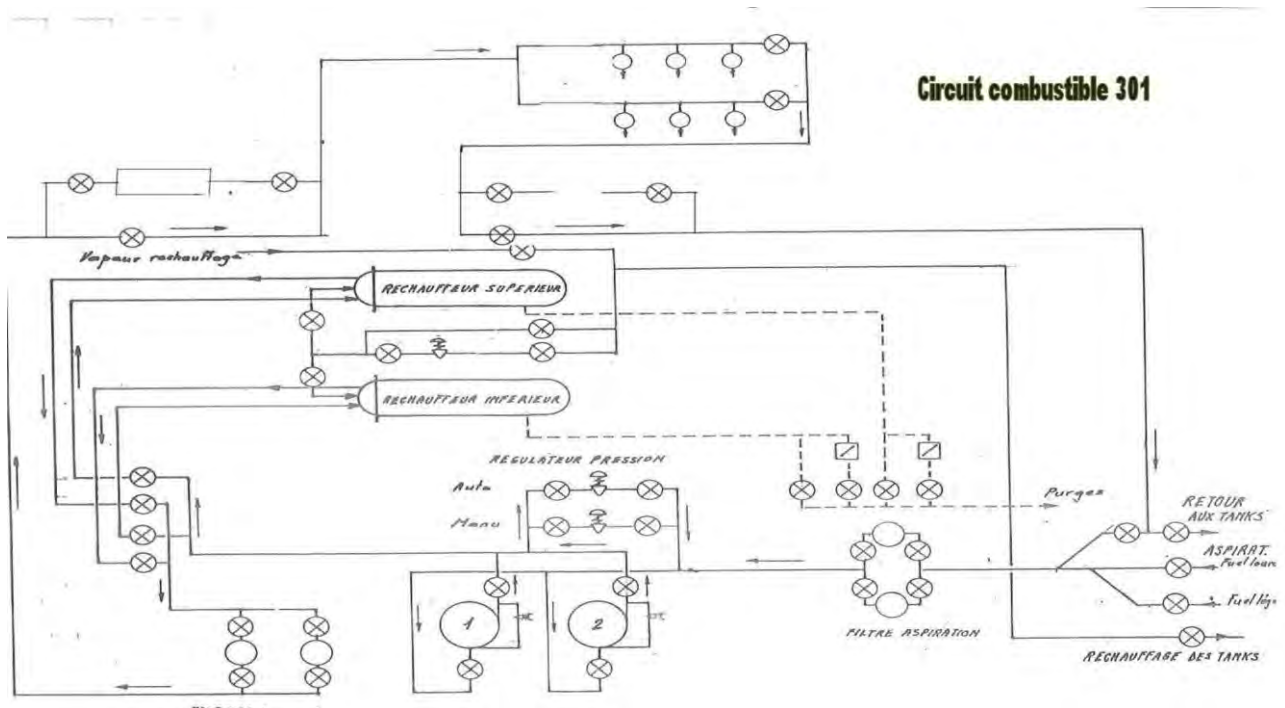 Circuit combustible 301
Vapeur rechauffage
RECHAUFFEUR SUPERIEUR
RECHAUFFEUR INFERIEUR
REGULATEUR PRESSION
Auto
Manu
Purges
RETOUR
AUX TANKS
ASPIRAT.
Fuel lourd
Fuel
1
2
FILTRE ASPIRATION
RECHAUFFAGE DES TANKS